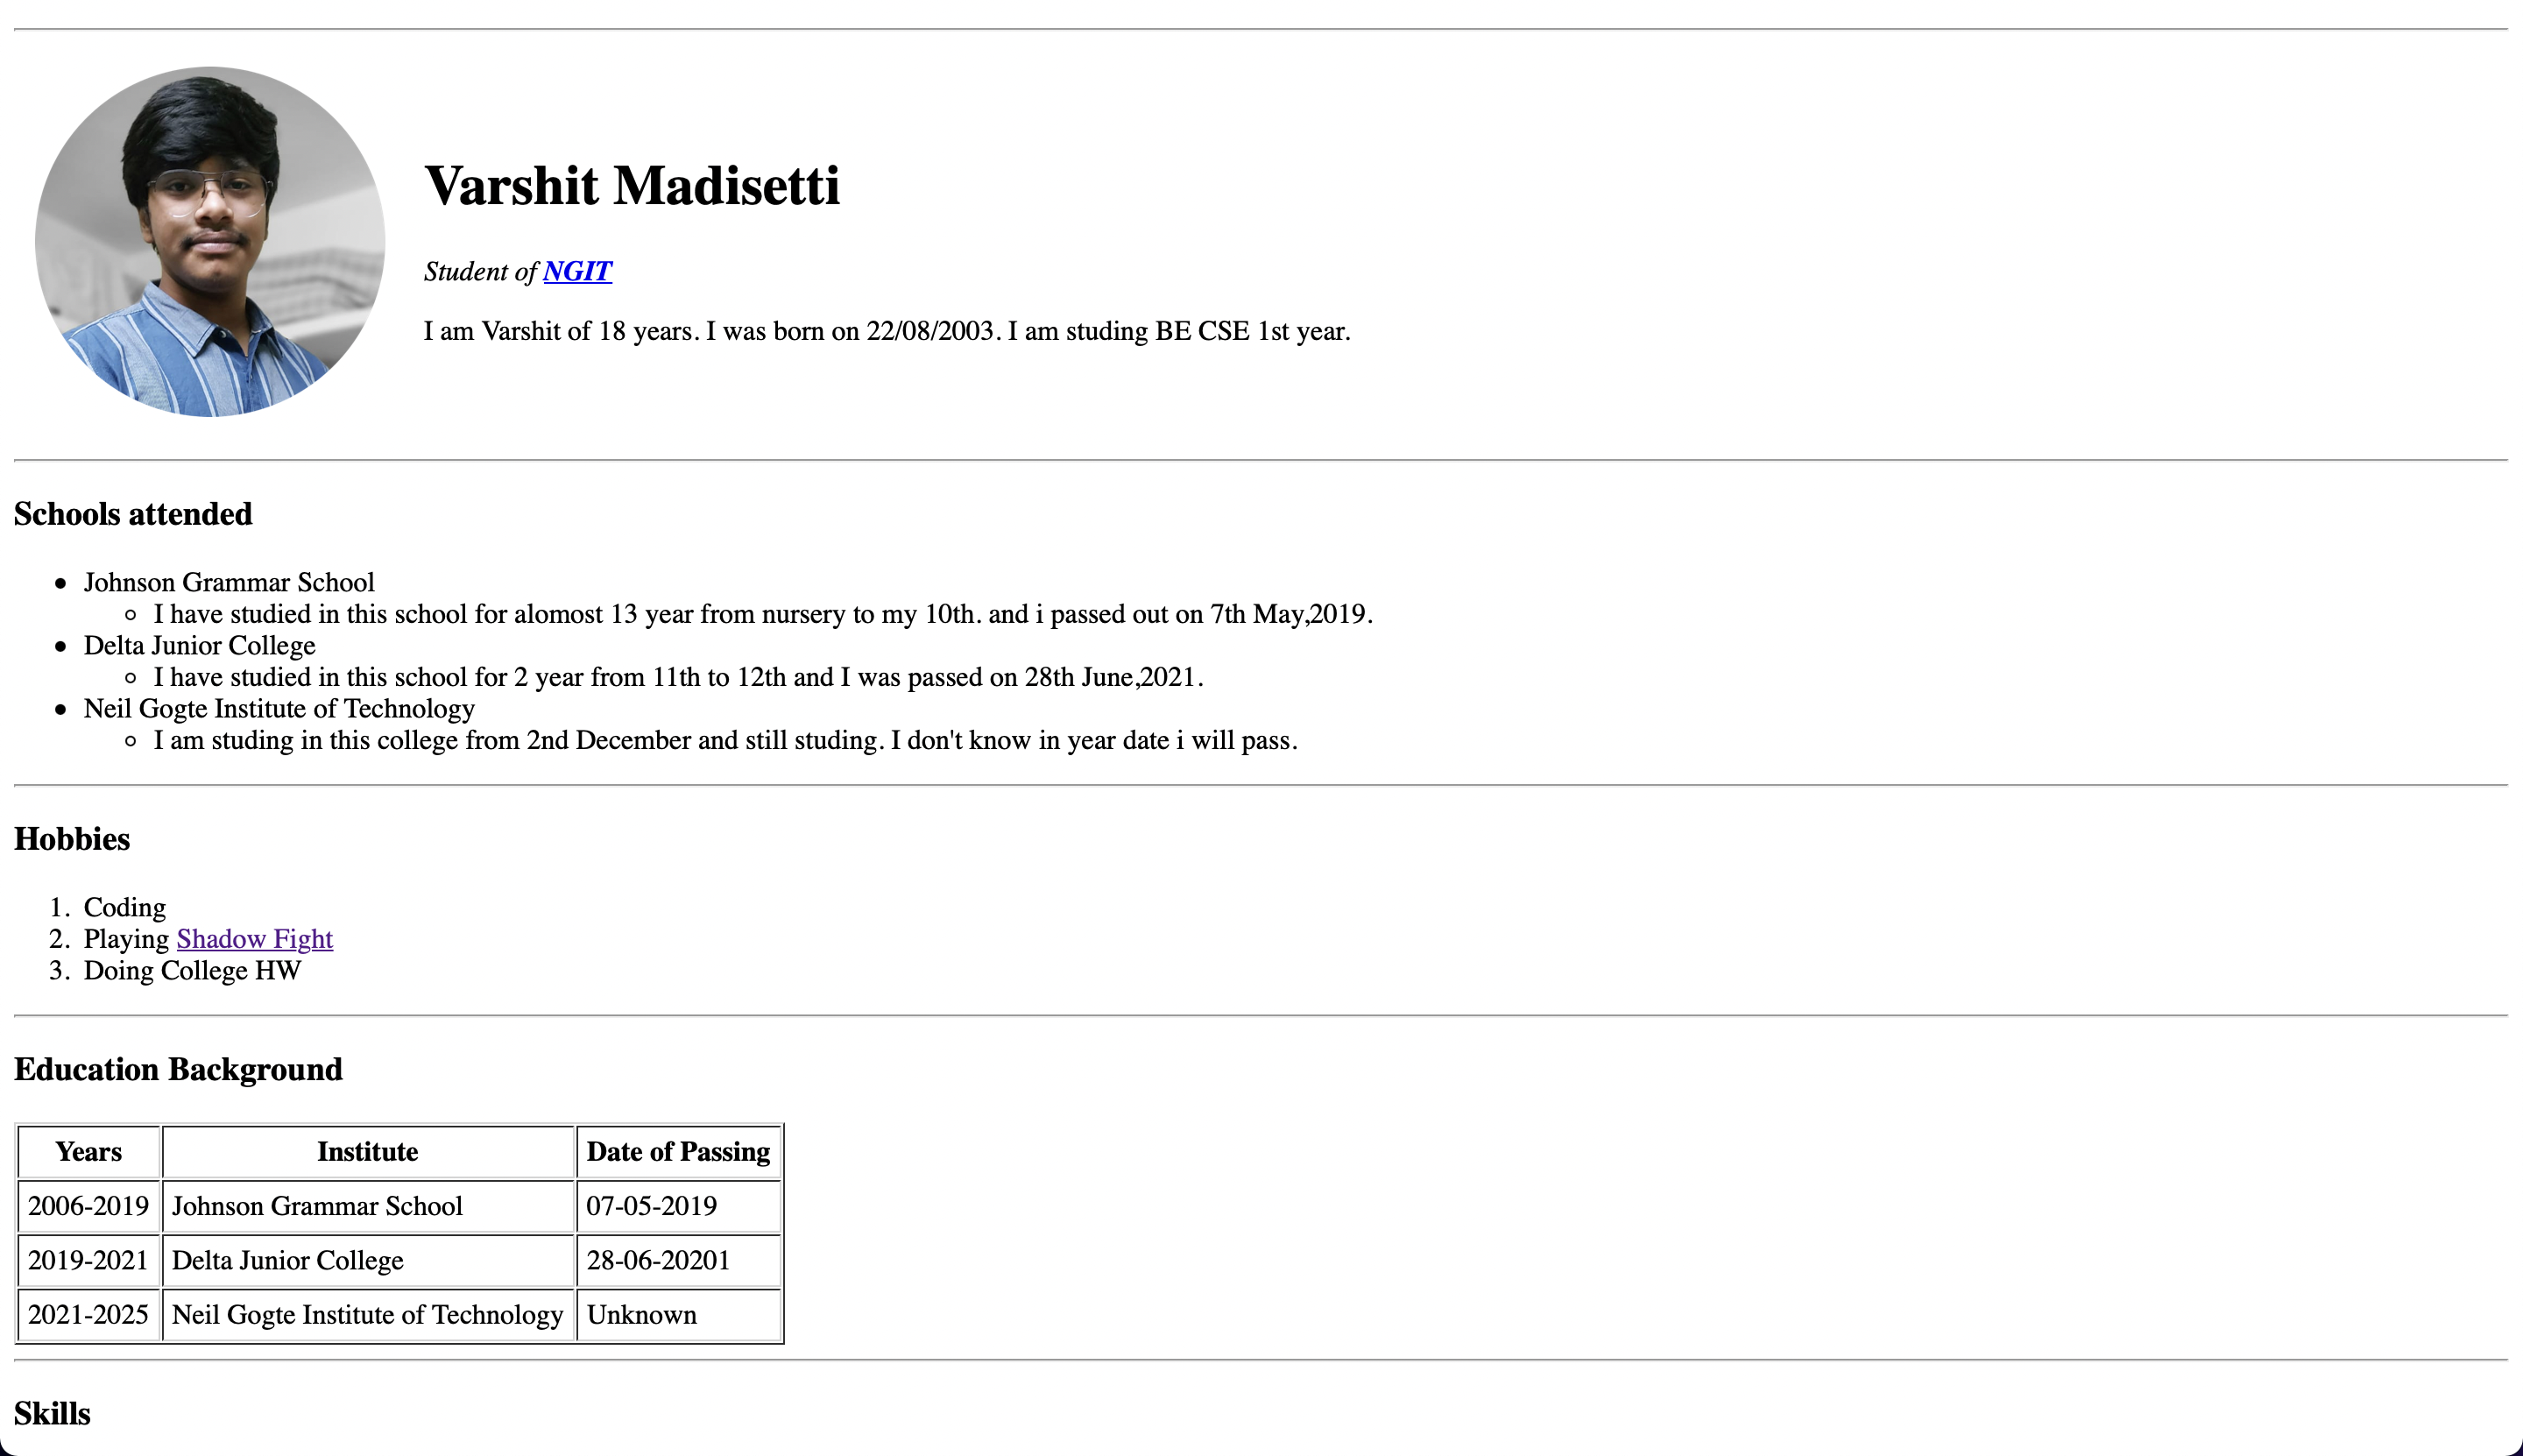 Varshit Madisetti
Student of NGIT
I am Varshit of 18 years. I was born on 22/08/2003. I am studing BE CSE 1st year.
Schools attended
Johnson Grammar School
I have studied in this school for alomost 13 year from nursery to my 10th. and i passed out on 7th May,2019.
Delta Junior College
I have studied in this school for 2 year from 11th to 12th and I was passed on 28th June,2021.
Neil Gogte Institute of Technology
I am studing in this college from 2nd December and still studing. I don't know in year date i will pass.
Hobbies
1. Coding
2. Playing Shadow Fight
3. Doing College HW
Education Background
Years Institute Date of Passing
2006-2019 Johnson Grammar School 07-05-2019
2019-2021 Delta Junior College 28-06-20201
2021-2025 Neil Gogte Institute of Technology Unknown
Skills